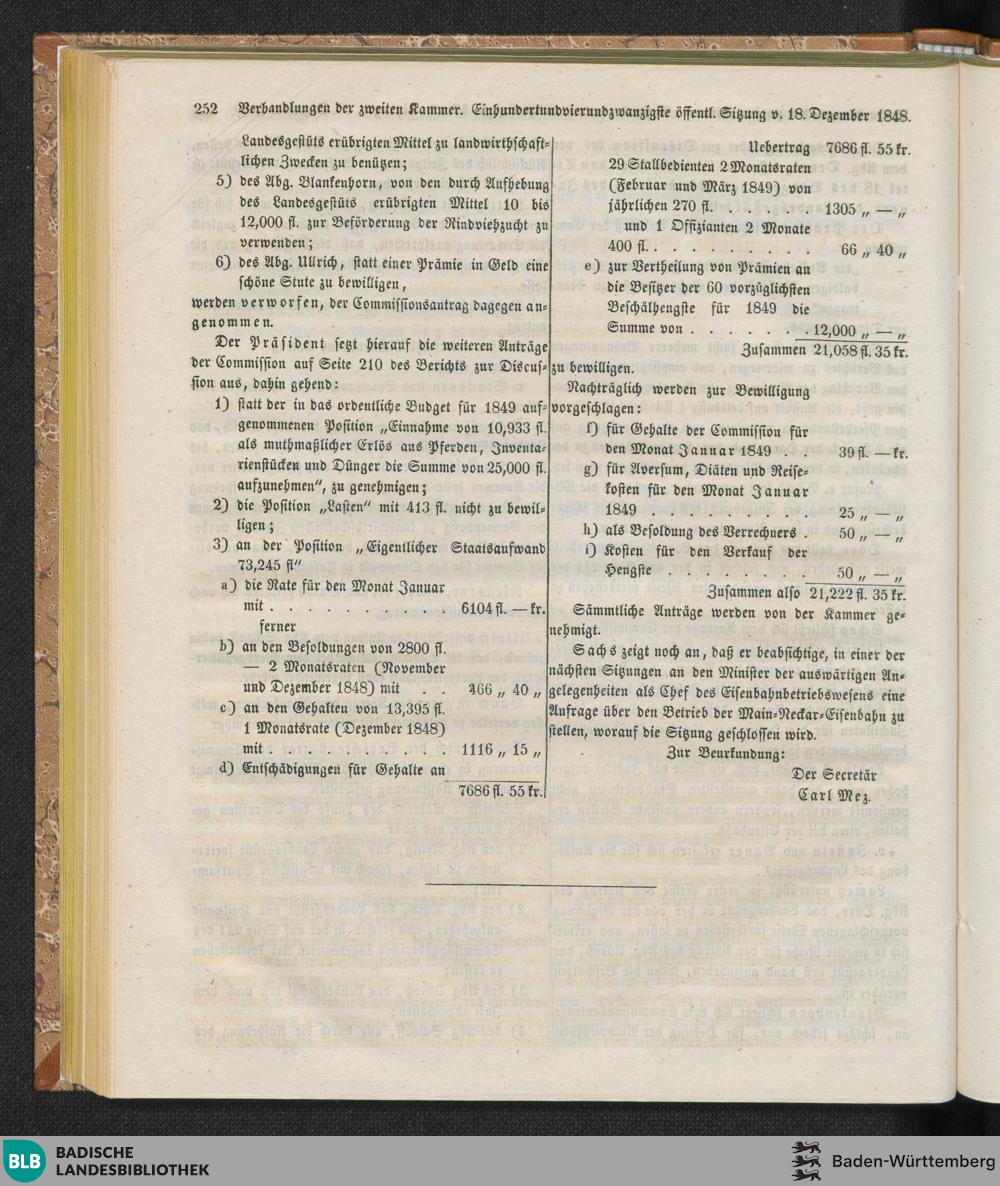 252 Verhandlungen der zweiten Kammer. Einhundertundvierundzwanzigste öffentl. Sitzung v. 18. Dezember 1848.
Landesgestüts erübrigten Mittel zu landwirthschaft-
lichen Zwecken zu benützen;
5) des Abg. Blankenhorn, von den durch Aufhebung
des Landesgestüts erübrigten Mittel 10 bis
12,000 fl. zur Beförderung der Rindviehzucht zu
verwenden;
6) des Abg. Ullrich, statt einer Prämie in Geld eine
schöne Stute zu bewilligen,
werden verworfen, der Commissionsantrag dagegen an-
genommen.
Der Präsident setzt hierauf die weiteren Anträge
der Commission auf Seite 210 des Berichts zur Discus-
sion aus, dahin gehend:
1) statt der in das ordentliche Budget für 1849 auf-
genommenen Position „Einnahme von 10,933 fl.
als muthmaßlicher Erlös aus Pferden, Inventa-
rienstücken und Dünger die Summe von 25,000 fl.
aufzunehmen“, zu genehmigen;
2) die Position „Lasten“ mit 413 fl. nicht zu bewil-
ligen;
3) an der Position „Eigentlicher Staatsaufwand
73,245 fl“
a) die Rate für den Monat Januar
mit . . . . . . . . . . 6104 fl. — kr.
ferner
b) an den Besoldungen von 2800 fl.
— 2 Monatsraten (November
und Dezember 1848) mit . . 466 „ 40 „
c) an den Gehalten von 13,395 fl.
1 Monatsrate (Dezember 1848)
mit . . . . . . . . . . 1116 „ 15 „
d) Entschädigungen für Gehalte an
7686 fl. 55 kr.
Uebertrag 7686 fl. 55 kr.
29 Stallbedienten 2 Monatsraten
(Februar und März 1849) von
jährlichen 270 fl. . . . . . . 1305 „ — „
und 1 Offizianten 2 Monate
400 fl. . . . . . . . . . 66 „ 40 „
e) zur Vertheilung von Prämien an
die Besitzer der 60 vorzüglichsten
Beschälhengste für 1849 die
Summe von . . . . . . . 12,000 „ — „
Zusammen 21,058 fl. 35 kr.
zu bewilligen.
Nachträglich werden zur Bewilligung
vorgeschlagen:
f) für Gehalte der Commission für
den Monat Januar 1849 . . 39 fl. — kr.
g) für Aversum, Diäten und Reise-
kosten für den Monat Januar
1849 . . . . . . . . . 25 „ — „
h) als Besoldung des Verrechners . 50 „ — „
i) Kosten für den Verkauf der
Hengste . . . . . . . . 50 „ — „
Zusammen also 21,222 fl. 35 kr.
Sämmtliche Anträge werden von der Kammer ge-
nehmigt.
Sachs zeigt noch an, daß er beabsichtige, in einer der
nächsten Sitzungen an den Minister der auswärtigen An-
gelegenheiten als Chef des Eisenbahnbetriebswesens eine
Anfrage über den Betrieb der Main-Neckar-Eisenbahn zu
stellen, worauf die Sitzung geschlossen wird.
Zur Beurkundung:
Der Secretär
Carl Mez.
BLB
BADISCHE
LANDESBIBLIOTHEK
Baden-Württemberg